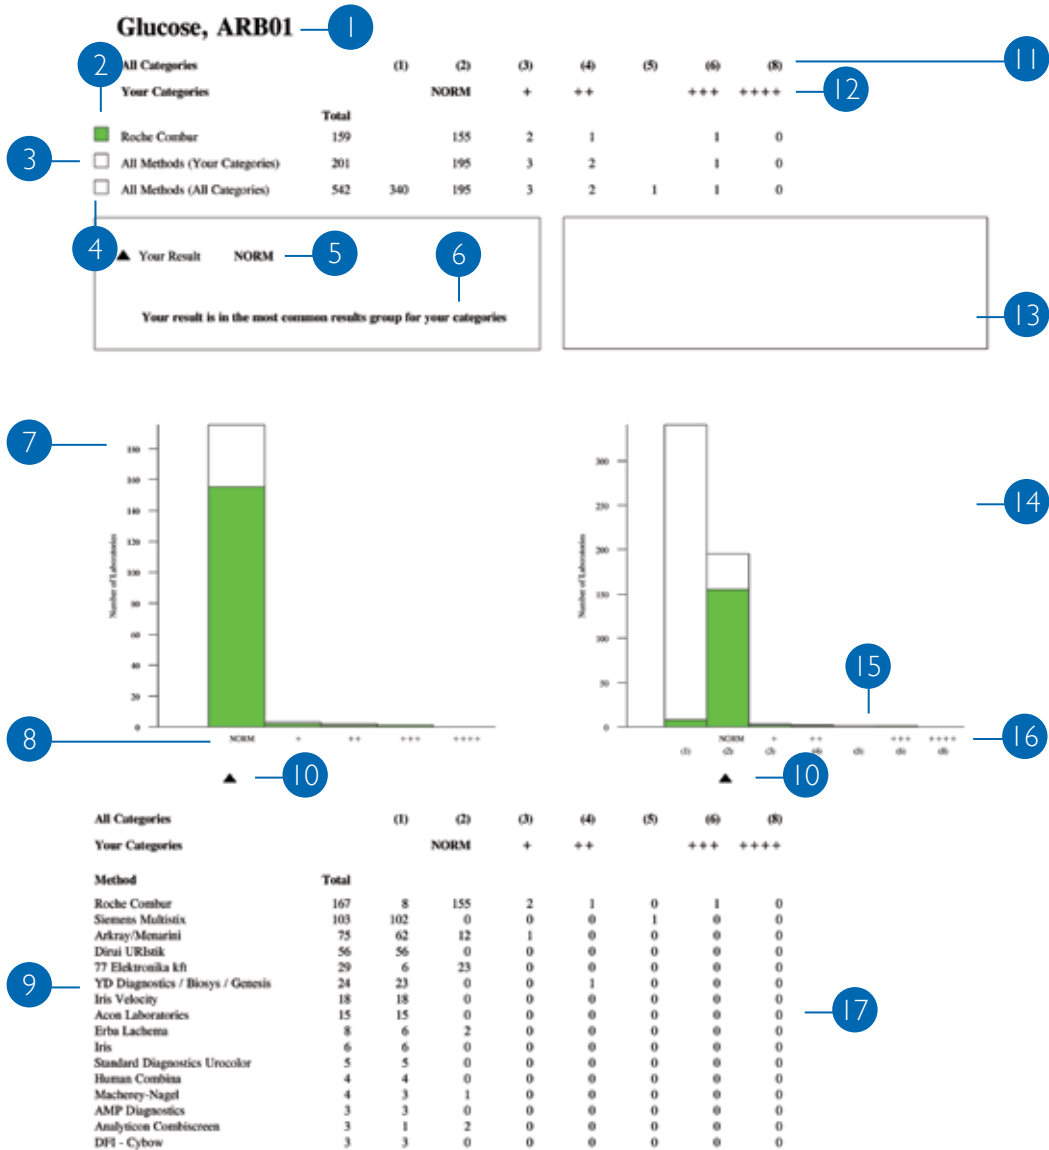 Glucose, ARB01 1
2 All Categories (1) (2) (3) (4) (5) (6) (8) 11
Your Categories NORM + ++ +++ ++++ 12
Total
Roche Combur 159 155 2 1 1 0
3 All Methods (Your Categories) 201 195 3 2 1 0
All Methods (All Categories) 542 340 195 3 2 1 1 0
4 ▲ Your Result NORM 5 6
Your result is in the most common results group for your categories
13
7
Number of Laboratories
180
160
140
120
100
80
60
40
20
0
8 NORM + ++ +++ ++++
▲ 10
14
Number of Laboratories
300
250
200
150
100
50
0
15
NORM + ++ +++ ++++ 16
(1) (2) (3) (4) (5) (6) (8)
▲ 10
All Categories (1) (2) (3) (4) (5) (6) (8)
Your Categories NORM + ++ +++ ++++
Method Total
Roche Combur 167 8 155 2 1 0 1 0
Siemens Multistix 103 102 0 0 0 1 0 0
Arkray/Menarini 75 62 12 1 0 0 0 0
Dirui URIstik 56 56 0 0 0 0 0 0
77 Elektronika kft 29 6 23 0 0 0 0 0
9 YD Diagnostics / Biosys / Genesis 24 23 0 0 1 0 0 0
Iris Velocity 18 18 0 0 0 0 0 0
Acon Laboratories 15 15 0 0 0 0 0 0 17
Erba Lachema 8 6 2 0 0 0 0 0
Iris 6 6 0 0 0 0 0 0
Standard Diagnostics Urocolor 5 5 0 0 0 0 0 0
Human Combina 4 4 0 0 0 0 0 0
Macherey-Nagel 4 3 1 0 0 0 0 0
AMP Diagnostics 3 3 0 0 0 0 0 0
Analyticon Combiscreen 3 1 2 0 0 0 0 0
DFI - Cybow 3 3 0 0 0 0 0 0